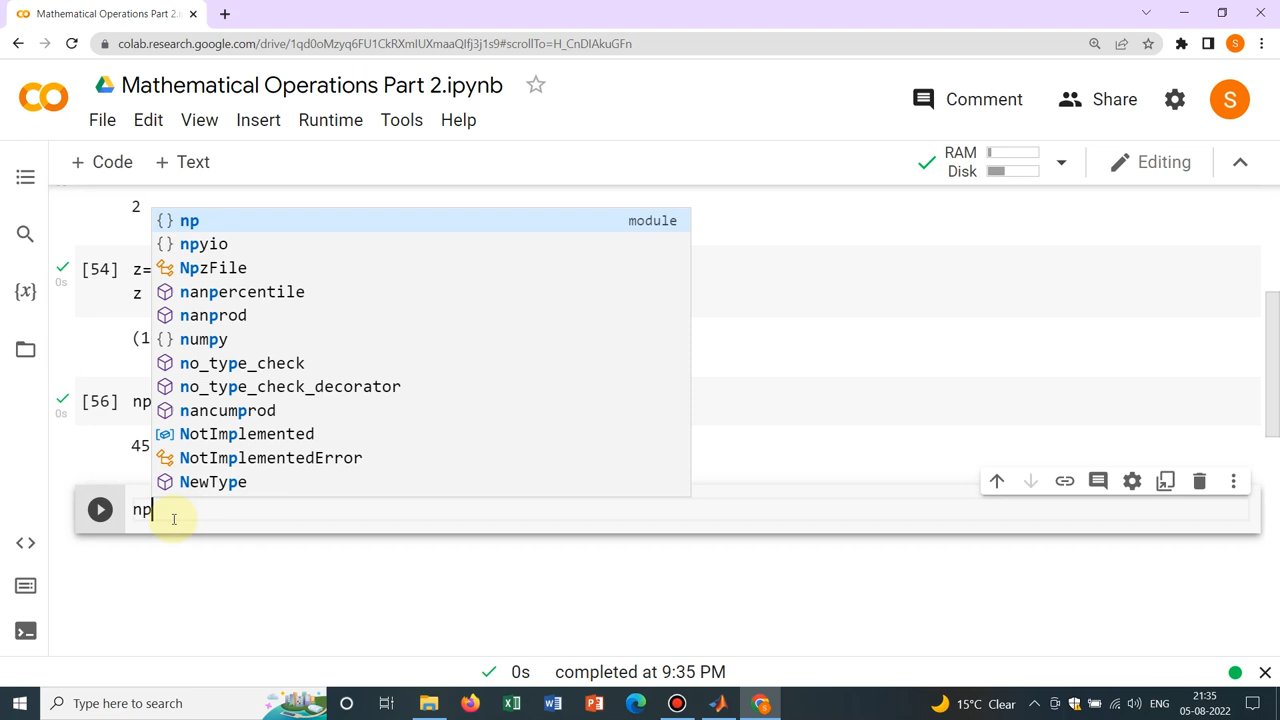 Mathematical Operations Part 2.i
colab.research.google.com/drive/1qd0oMzyq6FU1CkRXmIUXmaaQIfj3j1s9#scrollTo=H_CnDIAkuGFn
S
CO
Mathematical Operations Part 2.ipynb
Comment
Share
S
File Edit View Insert Runtime Tools Help
+ Code + Text
RAM
Disk
Editing
2
{} np module
{} npyio
[54] z=
NpzFile
z
nanpercentile
nanprod
(1
{} numpy
no_type_check
no_type_check_decorator
[56] np
nancumprod
NotImplemented
45
NotImplementedError
NewType
np
0s
0s
{x}
0s completed at 9:35 PM
Type here to search
15°C Clear
ENG
21:35
05-08-2022